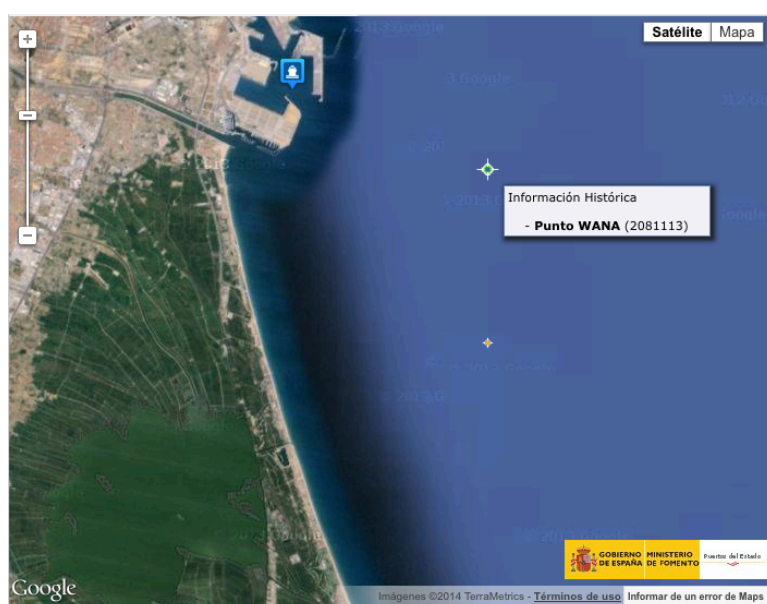 Satélite Mapa
Información Histórica
- Punto WANA (2081113)
GOBIERNO MINISTERIO
DE ESPAÑA DE FOMENTO
Puertos del Estado
Google
Imágenes ©2014 TerraMetrics - Términos de uso Informar de un error de Maps